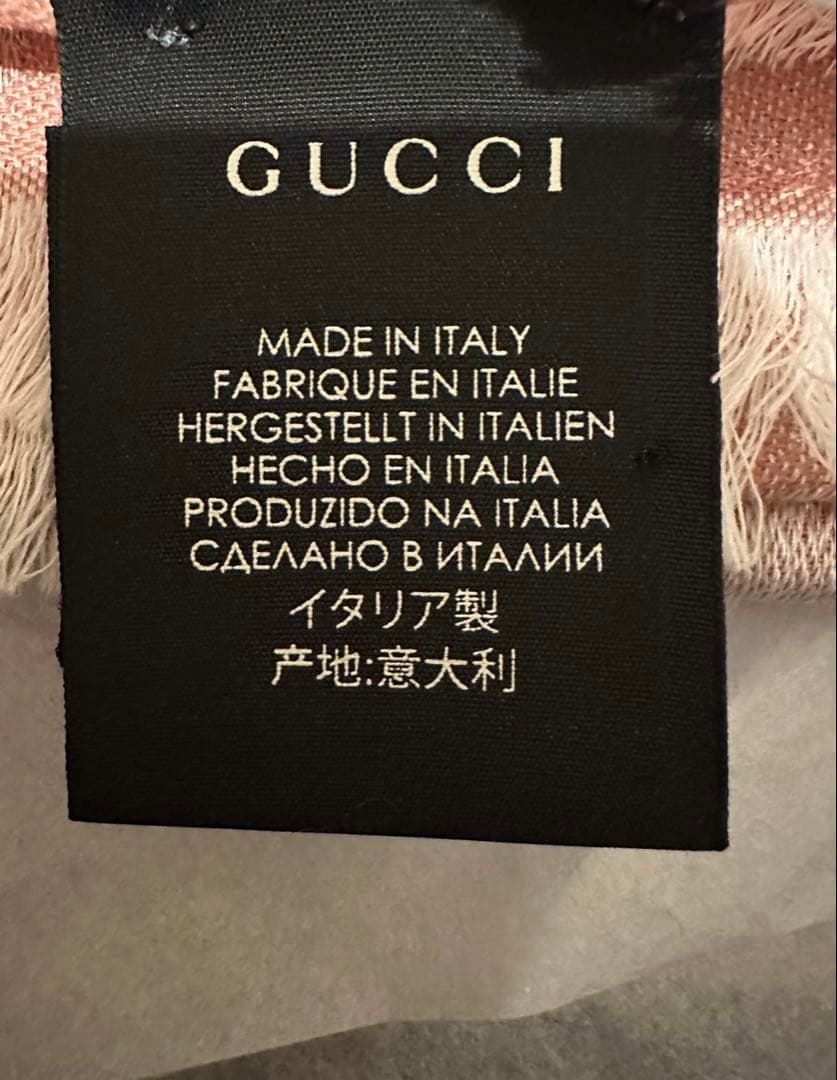 GUCCI
MADE IN ITALY
FABRIQUE EN ITALIE
HERGESTELLT IN ITALIEN
HECHO EN ITALIA
PRODUZIDO NA ITALIA
СДЕЛАНО В ИТАЛИИ
イタリア製
产地:意大利